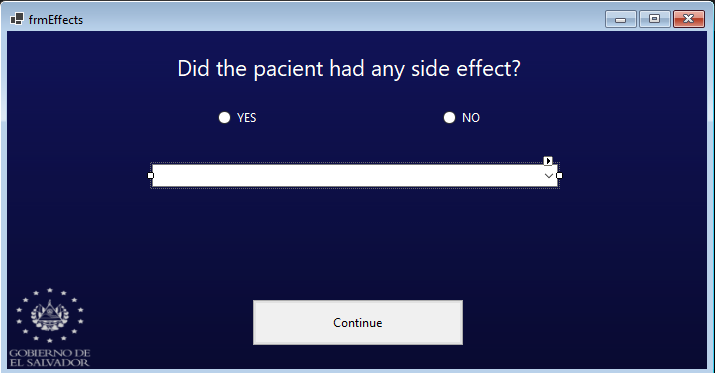 frmEffects
Did the pacient had any side effect?
YES
NO
Continue
GOBIERNO DE
EL SALVADOR